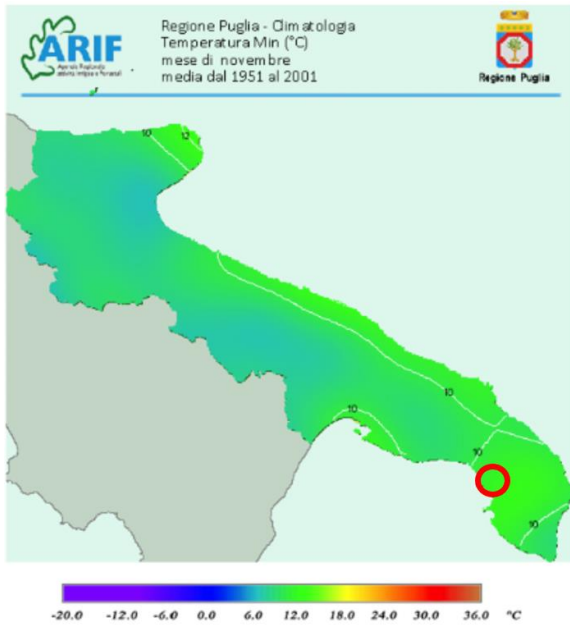 ARIF
Regione Puglia - Climatologia
Temperatura Min (°C)
mese di novembre
media dal 1951 al 2001
Regione Puglia
10
12
10
10
10
10
-20.0 -12.0 -6.0 0.0 6.0 12.0 18.0 24.0 30.0 36.0 °C